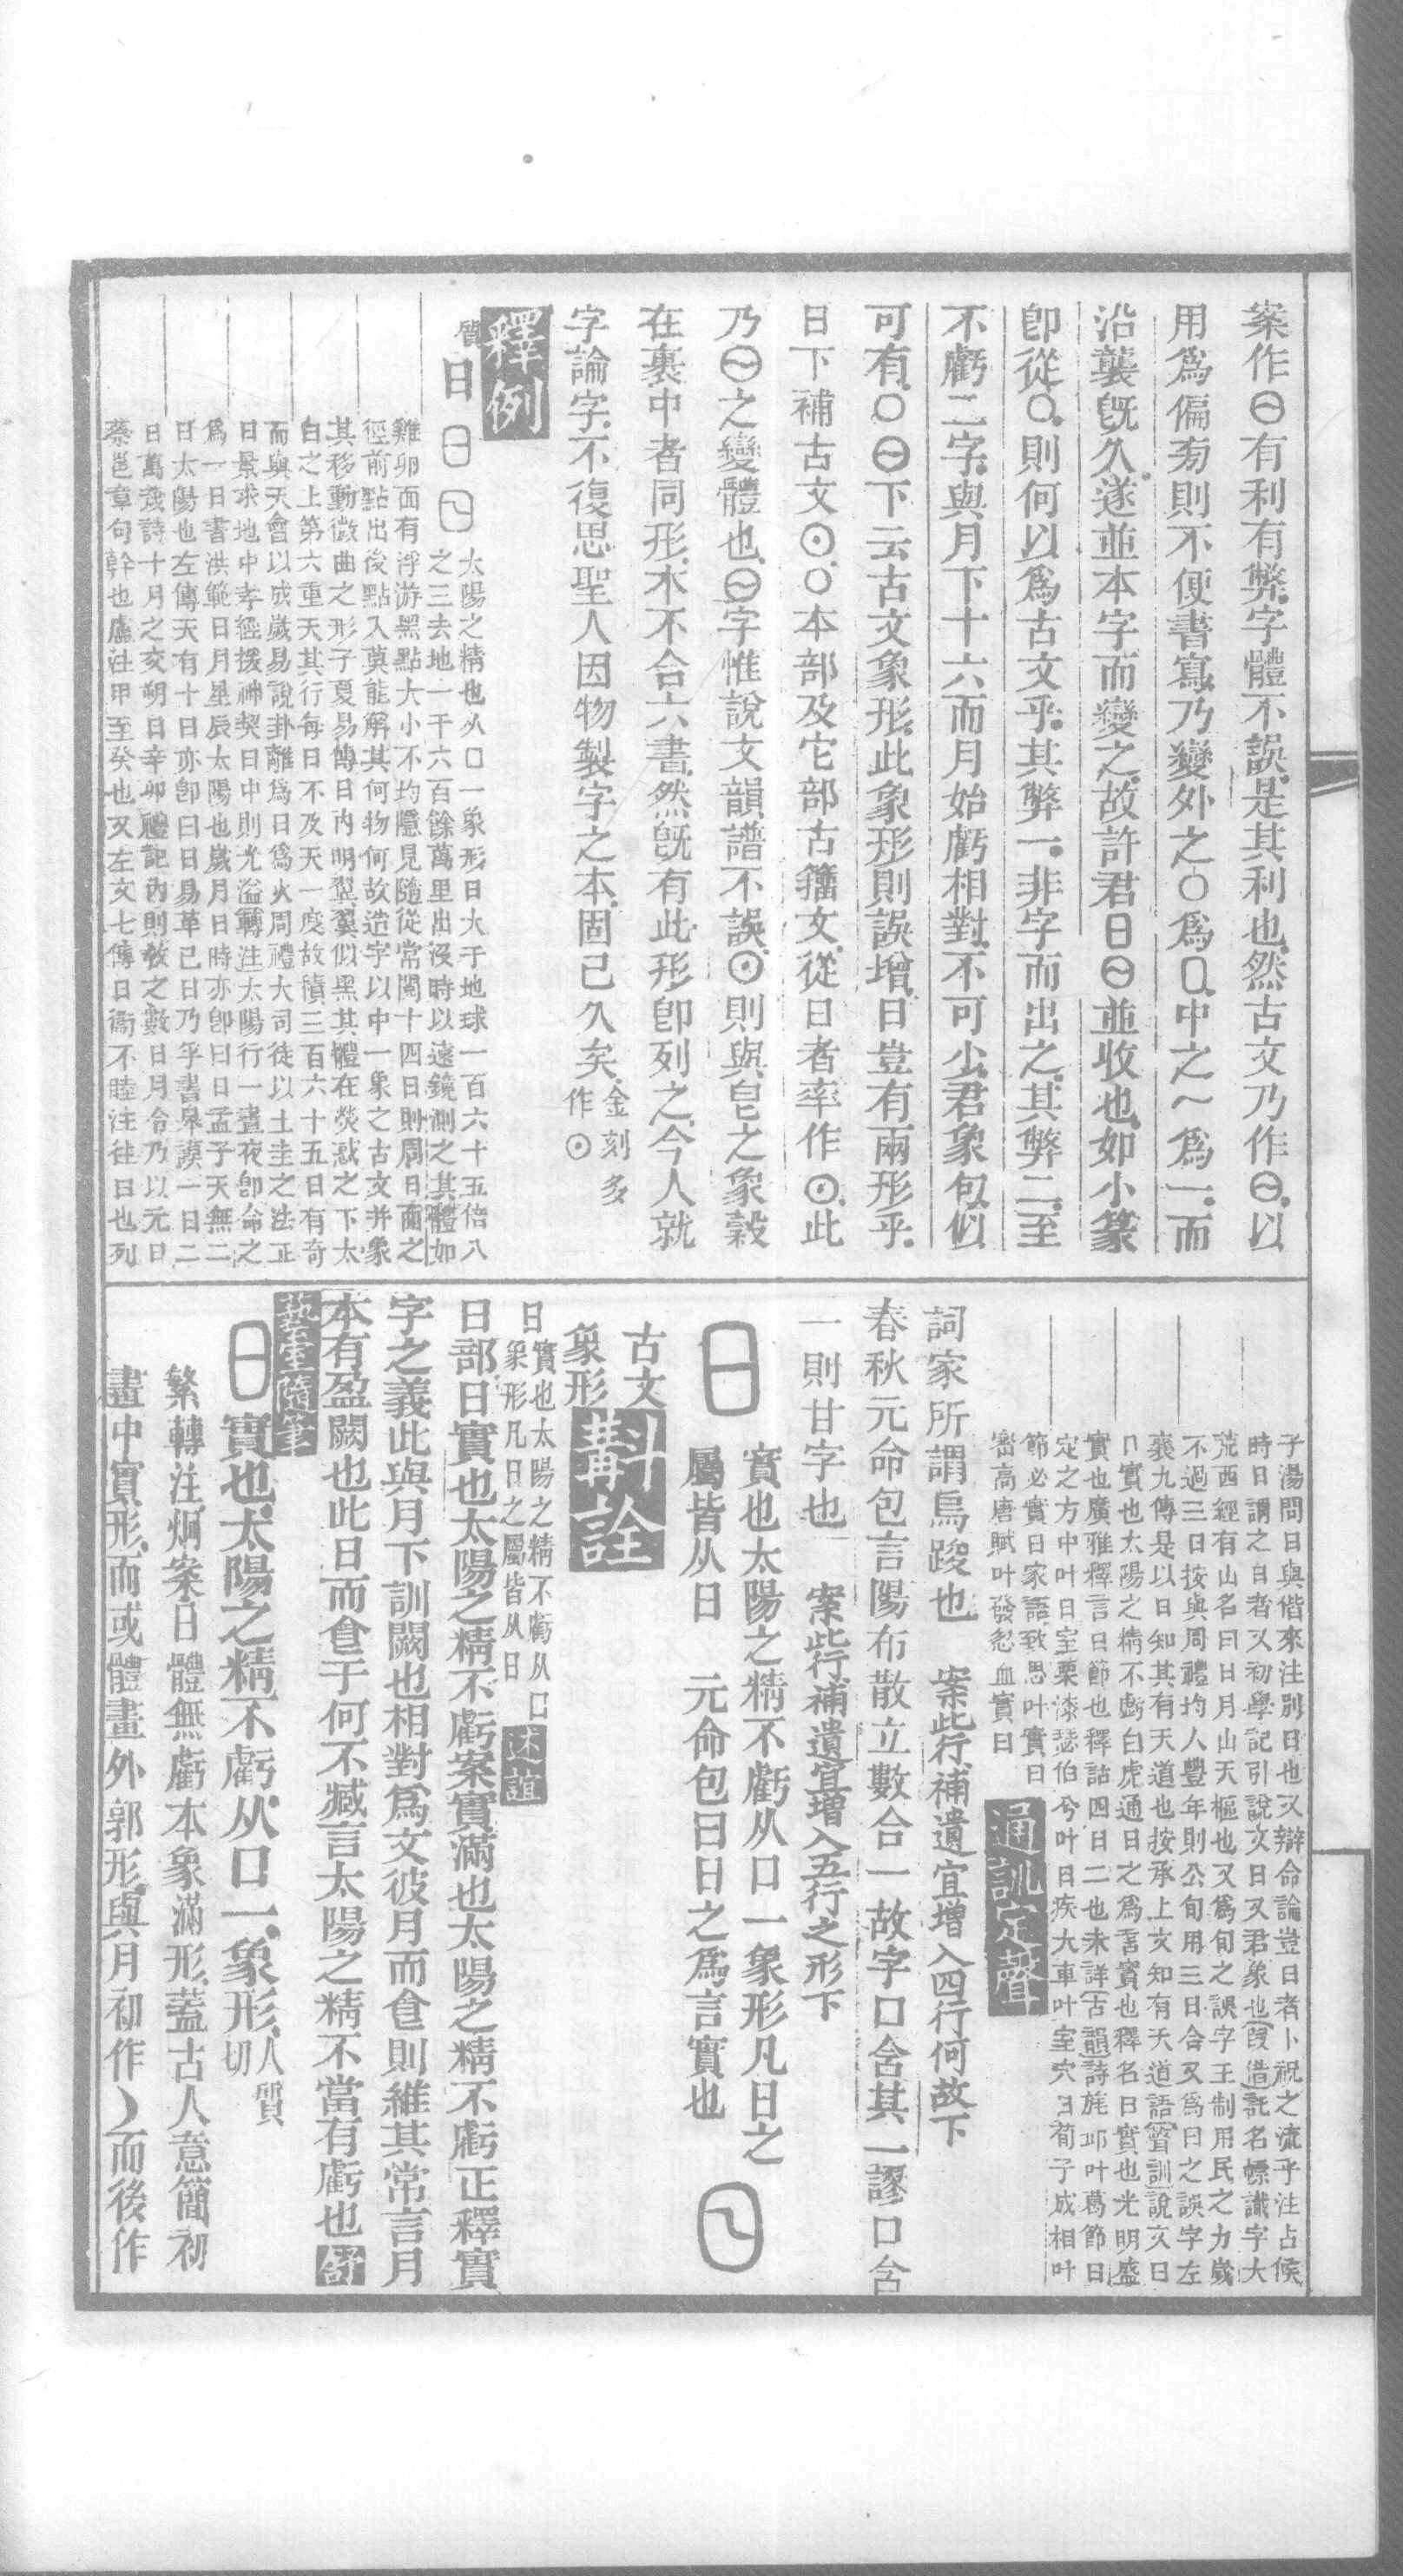 案作㊀有利有弊字體不誤是其利也然古文乃作㊀以
用爲偏㫄則不便書寫乃變外之○爲囗中之〜爲一而
沿襲旣久遂並本字而變之故許君日㊀並收也如小篆
卽從○則何以爲古文乎其弊一非字而出之其弊二至
不虧二字與月下十六而月始虧相對不可少君象包似
可有○㊀下云古文象形此象形則誤增日豈有兩形乎
日下補古文⊙○本部及它部古籒文從日者率作⊙此
乃㊀之變體也㊀字惟說文韻譜不誤⊙則與皀之象穀
在裹中者同形本不合六書然旣有此形卽列之今人就
字論字不復思聖人因物製字之本固已久矣金刻多
作⊙
釋例
質日 日 太陽之精也从囗一象形日大于地球一百六十五倍八
之三去地一千六百餘萬里出沒時以遠鏡測之其體如
雞卵面有浮游黑點大小不均隱見隨從常閱十四日則周日面之
徑前點出後點入莫能解其何物何故造字以中一象之古文幷象
其移動微曲之形子夏易傳日內明翼翼似黑其體在熒惑之下太
白之上第六重天其行每日不及天一度故積三百六十五日有奇
而與天會以成歲易說卦離爲日爲火周禮大司徒以土圭之法正
日景求地中孝經援神契日中則光溢轉注太陽行一晝夜卽命之
爲一日書洪範日月星辰太陽也歲月日時亦卽曰日孟子天無二
日太陽也左傳天有十日亦卽曰日易革已日乃孚書皋謨一日二
日萬歲詩十月之交朔日辛卯禮記內則敎之數日月令乃以元日
蔡邕章句幹也盧注甲至癸也又左文七傳日衞不睦注往日也列
子湯問日與偕來注別日也又辯命論豈日者卜祝之流乎注占候
時日謂之日者又初學記引說文日又君象也叚借託名幖識字大
荒西經有山名曰日月山天樞也又爲旬之誤字王制用民之力歲
不過三日按與周禮均人豐年則公旬用三日合又爲曰之誤字左
襄九傳是以日知其有天道也按承上文知有天道語聲訓說文日
實也太陽之精不虧白虎通日之爲言實也釋名日實也光明盛
實也廣雅釋言日節也釋詁四日二也未詳古韻詩旄邱叶葛節日
定之方中叶日室栗漆瑟伯兮叶日疾大車叶室穴日荀子成相叶
節必實日家語致思叶實日
密高唐賦叶發忽血實日
通訓定聲
詞家所謂烏踆也 案此行補遺宜增入四行何故下
春秋元命包言陽布散立數合一故字口含其一謬口含
一則甘字也 案些行補遺宜增入五行之形下
日 實也太陽之精不虧从囗一象形凡日之
屬皆从日 元命包曰日之爲言實也
古文
象形
斠詮
日實也太陽之精不虧从囗一
象形凡日之屬皆从日
述誼
日部日實也太陽之精不虧案實滿也太陽之精不虧正釋實
字之義此與月下訓闕也相對爲文彼月而食則維其常言月
本有盈闕也此日而食于何不臧言太陽之精不當有虧也舒
藝室隨筆
日實也太陽之精不虧从囗一象形人質
切
繁轉注炯案日體無虧本象滿形蓋古人意簡初
畫中實形而或體畫外郭形與月初作而後作